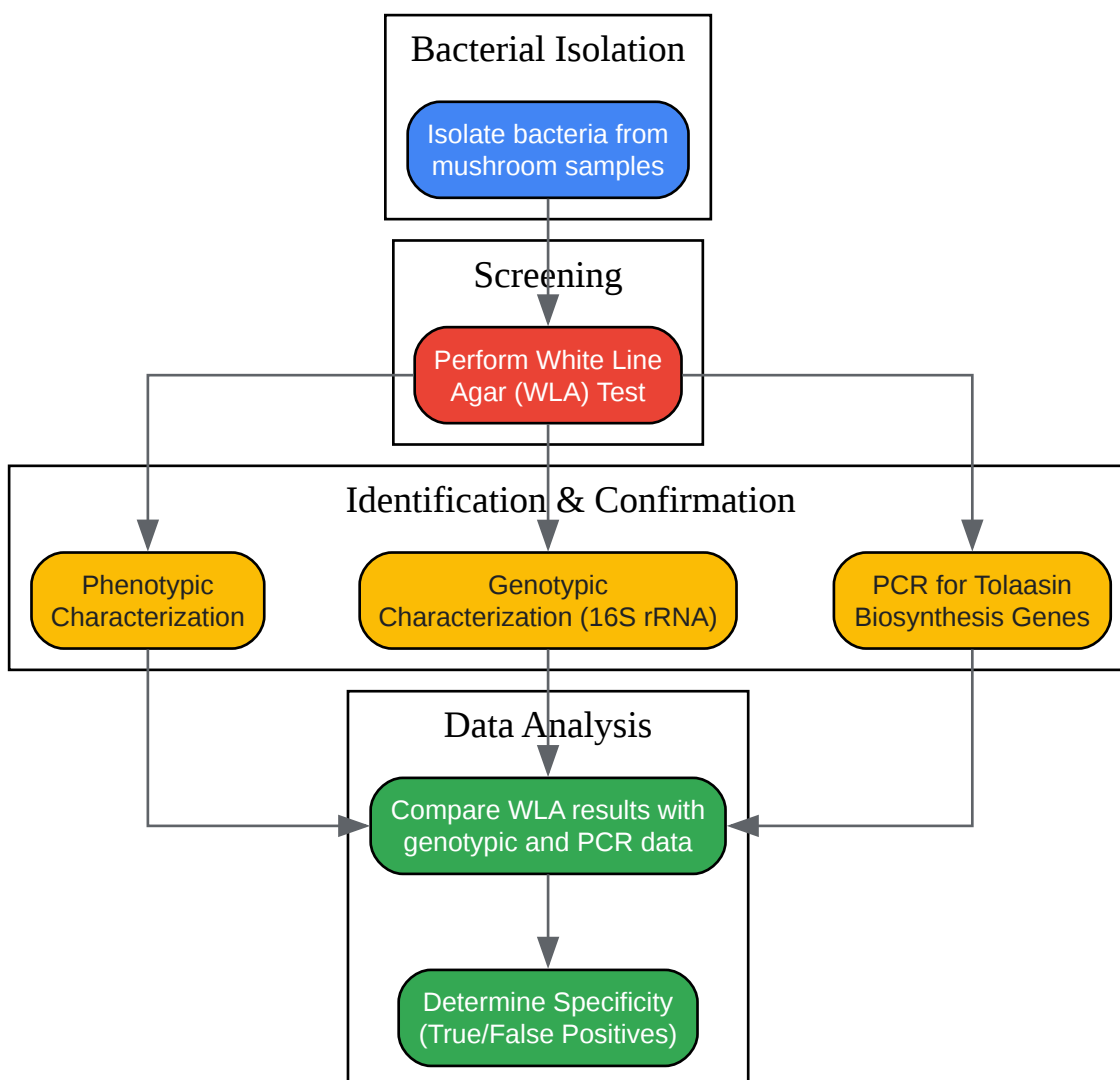 Bacterial Isolation
Isolate bacteria from
mushroom samples
Screening
Perform White Line
Agar (WLA) Test
Identification & Confirmation
Phenotypic
Characterization
Genotypic
Characterization (16S rRNA)
PCR for Tolaasin
Biosynthesis Genes
Data Analysis
Compare WLA results with
genotypic and PCR data
Determine Specificity
(True/False Positives)